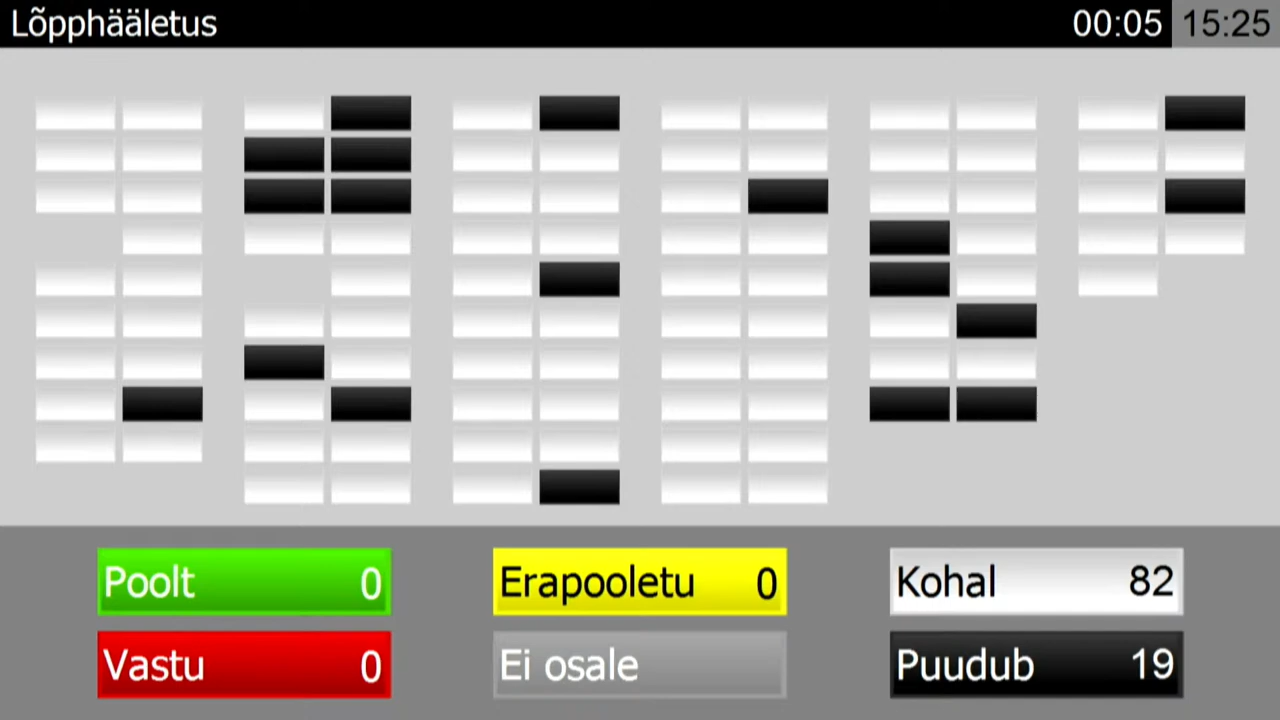 Lõpphääletus 00:05 15:25
Poolt 0 Erapooletu 0 Kohal 82
Vastu 0 Ei osale Puudub 19